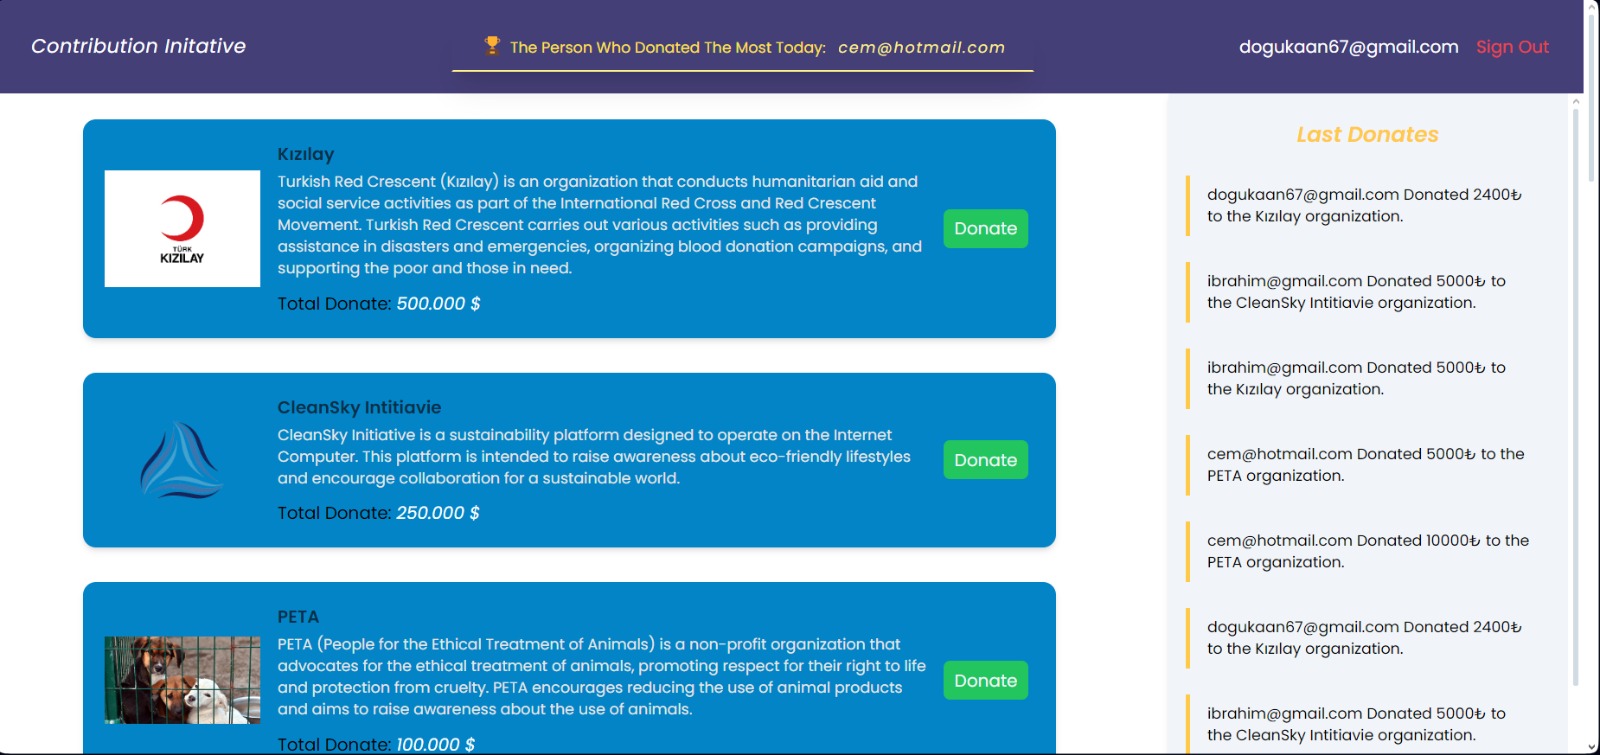 Contribution Initative
🏆 The Person Who Donated The Most Today: cem@hotmail.com
dogukaan67@gmail.com Sign Out
Kızılay
Turkish Red Crescent (Kızılay) is an organization that conducts humanitarian aid and
social service activities as part of the International Red Cross and Red Crescent
Movement. Turkish Red Crescent carries out various activities such as providing
assistance in disasters and emergencies, organizing blood donation campaigns, and
supporting the poor and those in need.
Total Donate: 500.000 $
TÜRK
KIZILAY
Donate
CleanSky Intitiavie
CleanSky Initiative is a sustainability platform designed to operate on the Internet
Computer. This platform is intended to raise awareness about eco-friendly lifestyles
and encourage collaboration for a sustainable world.
Total Donate: 250.000 $
Donate
PETA
PETA (People for the Ethical Treatment of Animals) is a non-profit organization that
advocates for the ethical treatment of animals, promoting respect for their right to life
and protection from cruelty. PETA encourages reducing the use of animal products
and aims to raise awareness about the use of animals.
Total Donate: 100.000 $
Donate
Last Donates
dogukaan67@gmail.com Donated 2400₺
to the Kızılay organization.
ibrahim@gmail.com Donated 5000₺ to
the CleanSky Intitiavie organization.
ibrahim@gmail.com Donated 5000₺ to
the Kızılay organization.
cem@hotmail.com Donated 5000₺ to the
PETA organization.
cem@hotmail.com Donated 10000₺ to the
PETA organization.
dogukaan67@gmail.com Donated 2400₺
to the Kızılay organization.
ibrahim@gmail.com Donated 5000₺ to
the CleanSky Intitiavie organization.